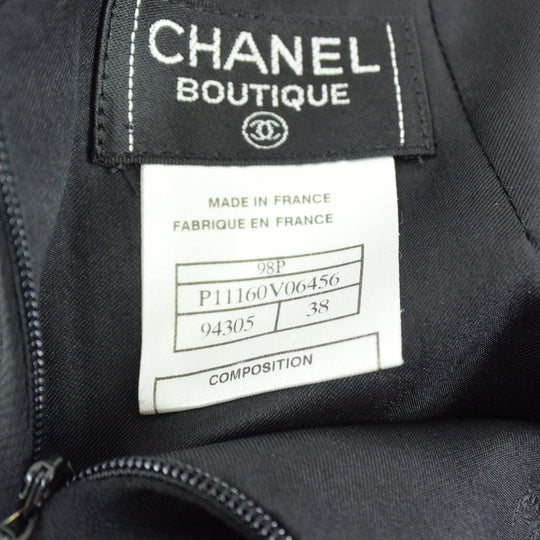 CHANEL
BOUTIQUE
MADE IN FRANCE
FABRIQUE EN FRANCE
98P
P11160V06456
94305 38
COMPOSITION